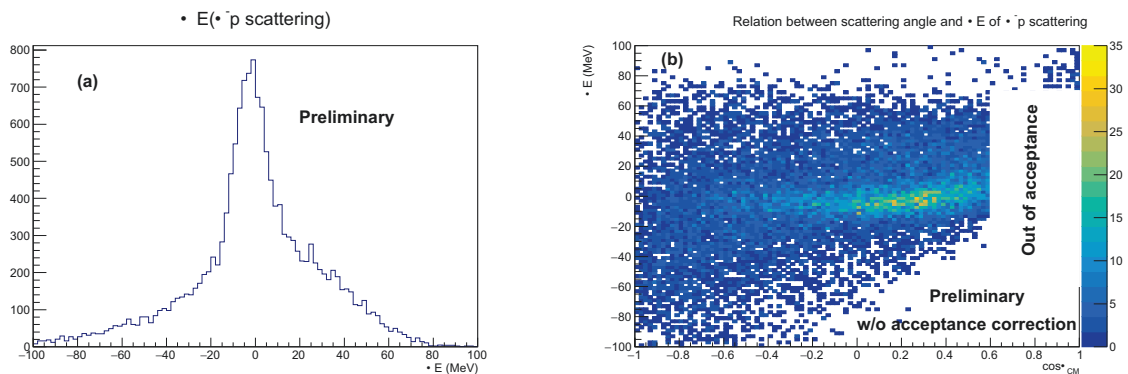 • E(•⁻p scattering)
(a)
Preliminary
800
700
600
500
400
300
200
100
0
−100 −80 −60 −40 −20 0 20 40 60 80 100
• E (MeV)
Relation between scattering angle and • E of •⁻p scattering
(b)
• E (MeV)
100
80
60
40
20
0
−20
−40
−60
−80
−100
Out of acceptance
Preliminary
w/o acceptance correction
−1 −0.8 −0.6 −0.4 −0.2 0 0.2 0.4 0.6 0.8 1
cos•CM
35
30
25
20
15
10
5
0